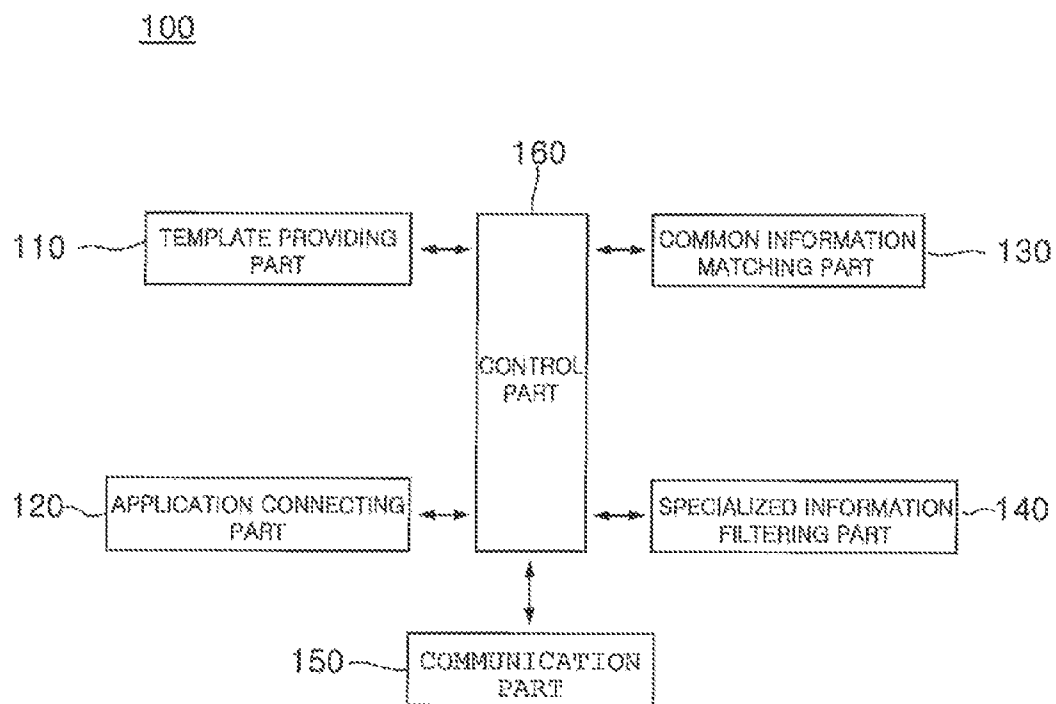 100
160
110
TEMPLATE PROVIDING
PART
COMMON INFORMATION
MATCHING PART
130
CONTROL
PART
120
APPLICATION CONNECTING
PART
SPECIALIZED INFORMATION
FILTERING PART
140
150
COMMUNICATION
PART